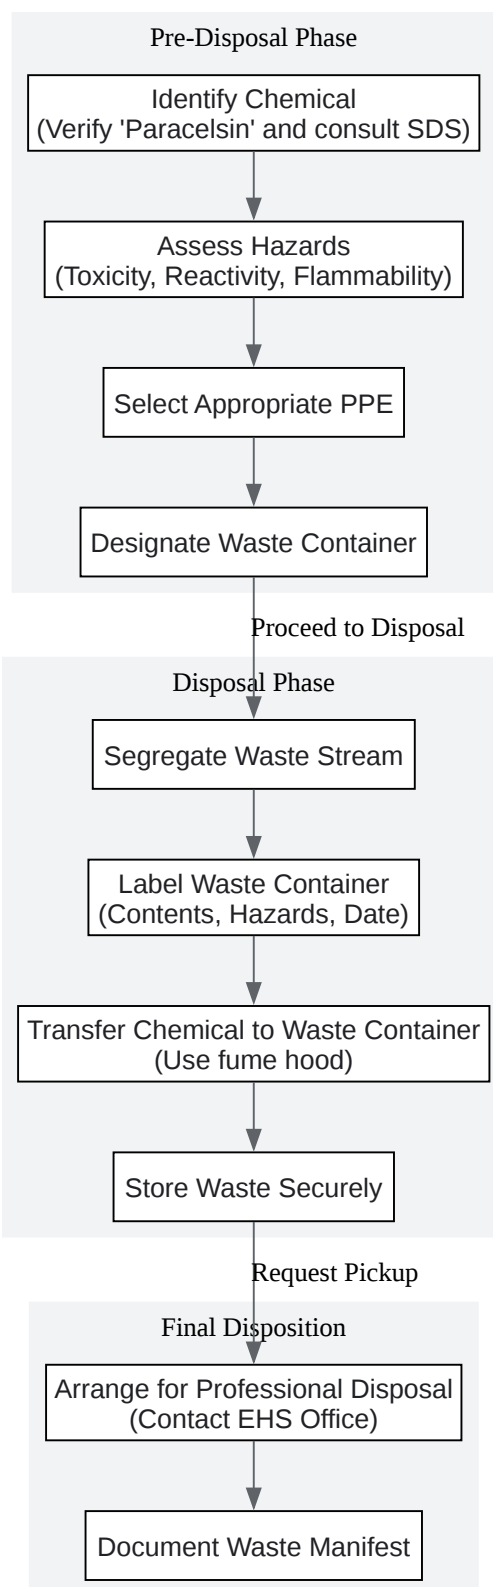 Pre-Disposal Phase
Identify Chemical
(Verify 'Paracelsin' and consult SDS)
Assess Hazards
(Toxicity, Reactivity, Flammability)
Select Appropriate PPE
Designate Waste Container
Proceed to Disposal
Disposal Phase
Segregate Waste Stream
Label Waste Container
(Contents, Hazards, Date)
Transfer Chemical to Waste Container
(Use fume hood)
Store Waste Securely
Request Pickup
Final Disposition
Arrange for Professional Disposal
(Contact EHS Office)
Document Waste Manifest